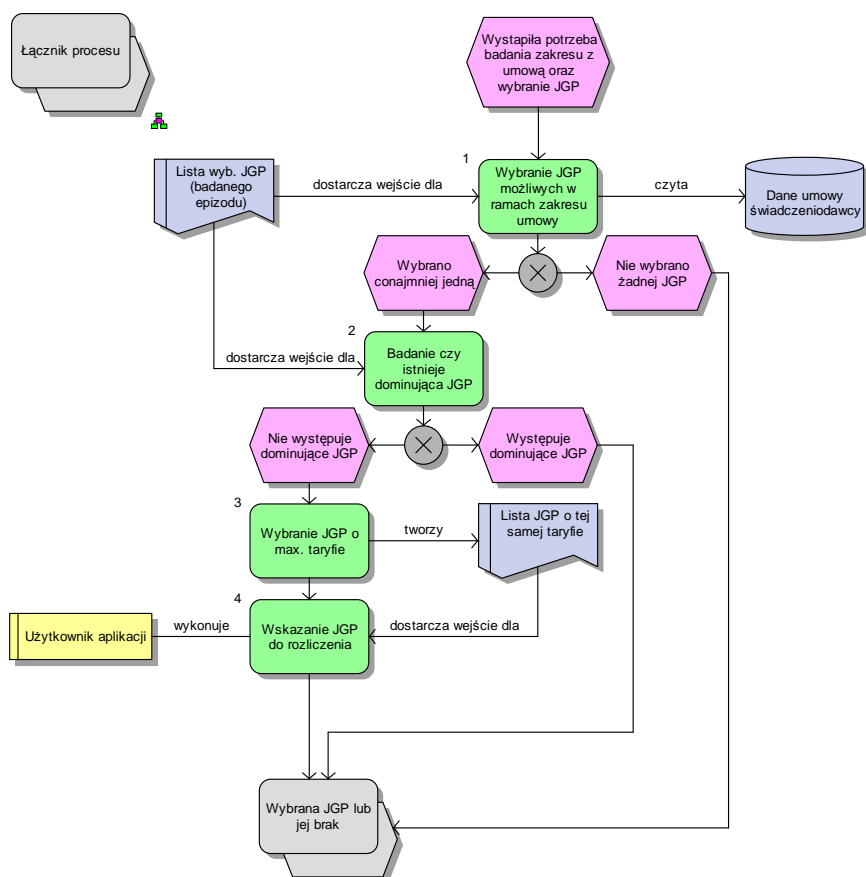 Łącznik procesu
Wystapiła potrzeba
badania zakresu z
umową oraz
wybranie JGP
1
Lista wyb. JGP
(badanego
epizodu)
dostarcza wejście dla
Wybranie JGP
możliwych w
ramach zakresu
umowy
czyta
Dane umowy
świadczeniodawcy
Wybrano
conajmniej jedną
Nie wybrano
żadnej JGP
2
dostarcza wejście dla
Badanie czy
istnieje
dominująca JGP
Nie występuje
dominujące JGP
Występuje
dominujące JGP
3
Wybranie JGP o
max. taryfie
tworzy
Lista JGP o tej
samej taryfie
4
Użytkownik aplikacji
wykonuje
Wskazanie JGP
do rozliczenia
dostarcza wejście dla
Wybrana JGP lub
jej brak